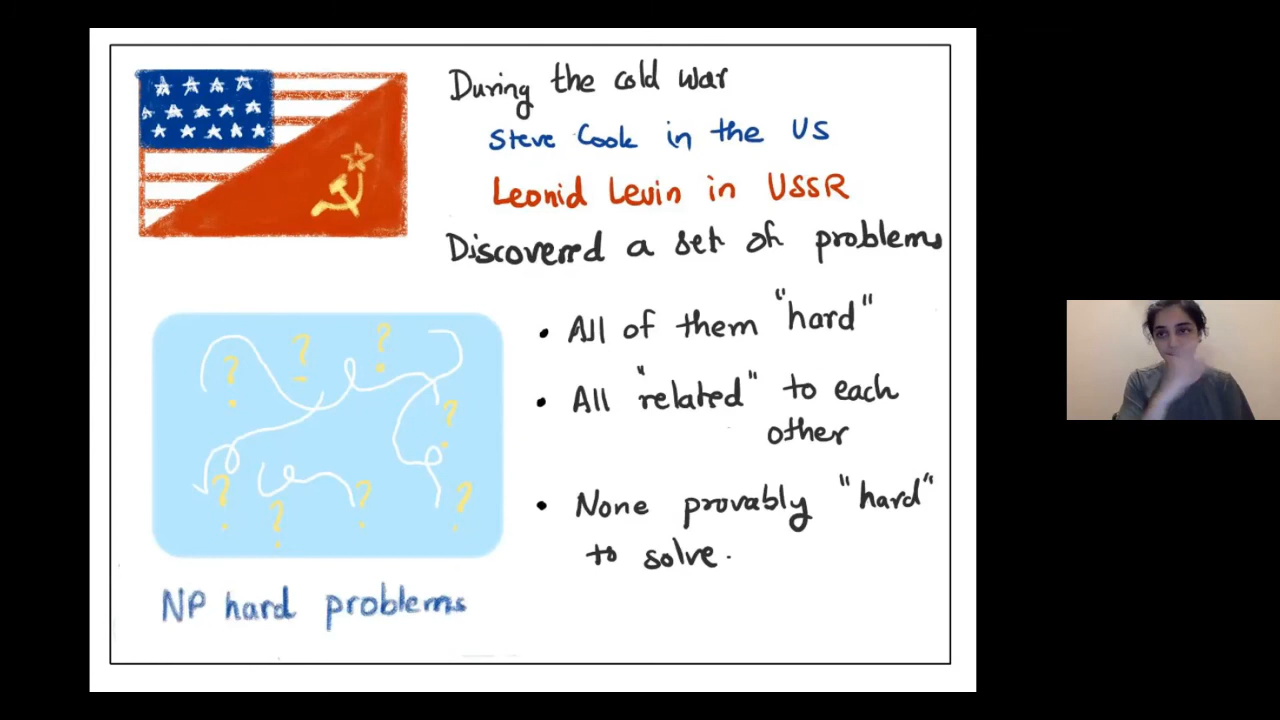 During the cold war
Steve Cook in the US
Leonid Levin in USSR
Discovered a set of problems
• All of them "hard"
• All "related" to each
other
• None provably "hard"
to solve.
? ? ? ? ? ? ? ? ?
NP hard problems